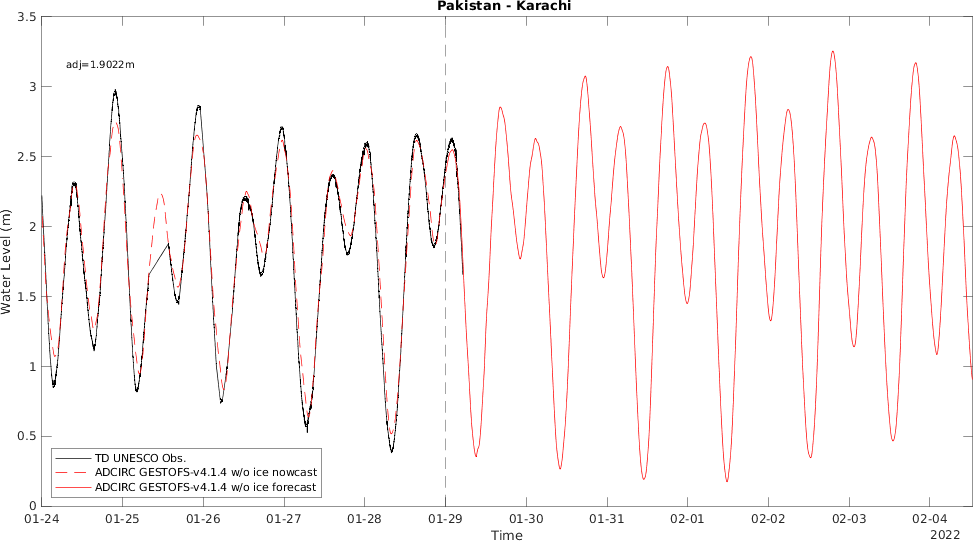 Pakistan - Karachi
adj=1.9022m
3.5
3
2.5
2
1.5
1
0.5
0
Water Level (m)
TD UNESCO Obs.
ADCIRC GESTOFS-v4.1.4 w/o ice nowcast
ADCIRC GESTOFS-v4.1.4 w/o ice forecast
01-24 01-25 01-26 01-27 01-28 01-29 01-30 01-31 02-01 02-02 02-03 02-04
Time
2022